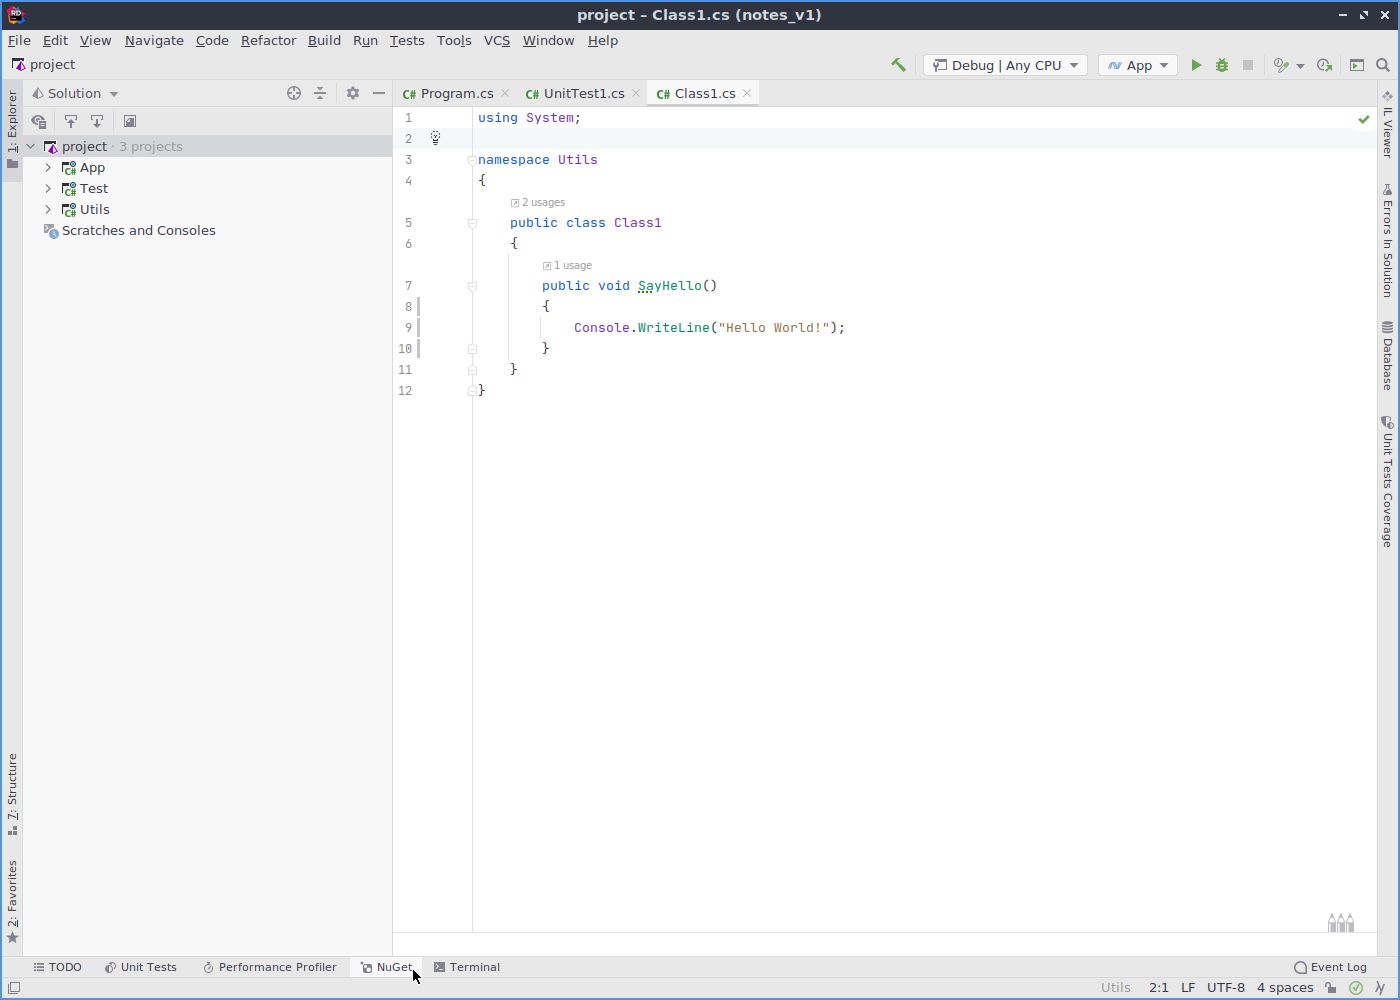 project – Class1.cs (notes_v1)
File Edit View Navigate Code Refactor Build Run Tests Tools VCS Window Help
project
Debug | Any CPU
App
1: Explorer
Solution
project · 3 projects
App
Test
Utils
Scratches and Consoles
Program.cs
UnitTest1.cs
Class1.cs
1 using System;
2
3 namespace Utils
4 {
2 usages
5 public class Class1
6 {
1 usage
7 public void SayHello()
8 {
9 Console.WriteLine("Hello World!");
10 }
11 }
12 }
IL Viewer
Errors In Solution
Database
Unit Tests Coverage
7: Structure
2: Favorites
TODO
Unit Tests
Performance Profiler
NuGet
Terminal
Event Log
Utils 2:1 LF UTF-8 4 spaces